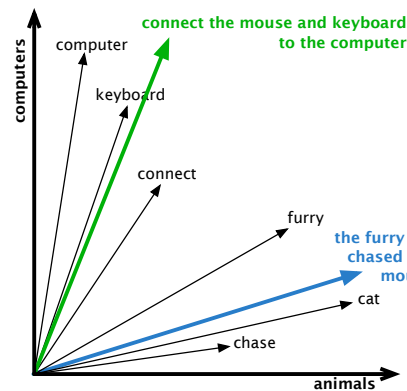 connect the mouse and keyboard
to the computer
computer
keyboard
connect
furry
the furry
chased
cat
chase
computers
animals